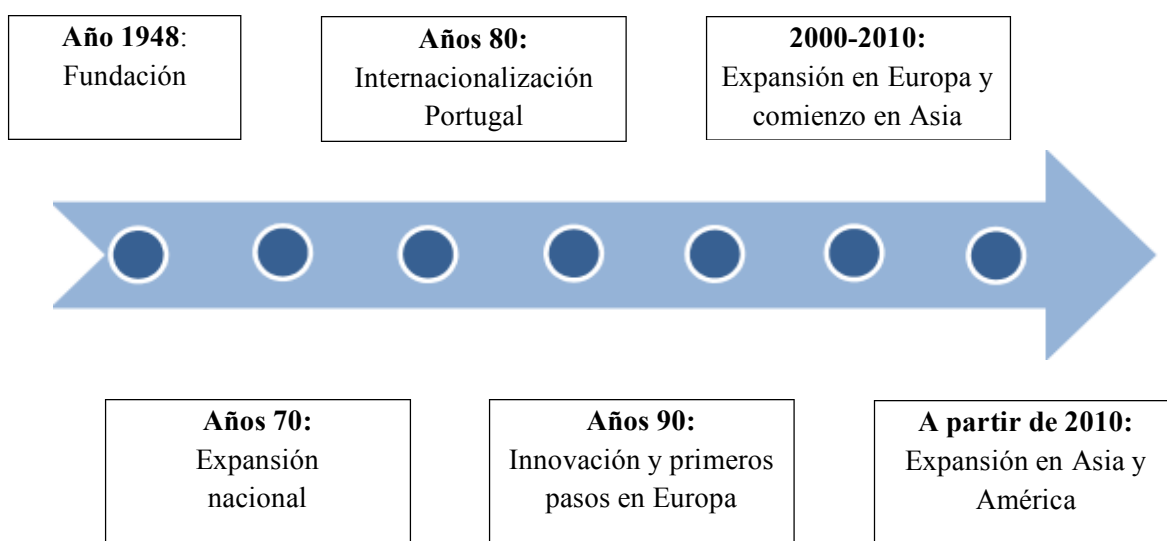 Año 1948:
Fundación
Años 80:
Internacionalización
Portugal
2000-2010:
Expansión en Europa y
comienzo en Asia
Años 70:
Expansión
nacional
Años 90:
Innovación y primeros
pasos en Europa
A partir de 2010:
Expansión en Asia y
América